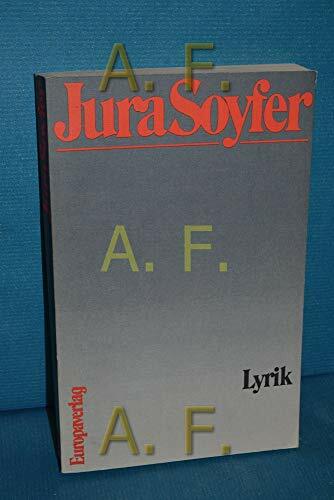 A. F.
Jura Soyfer
A. F.
Lyrik
Europaverlag
A. F.